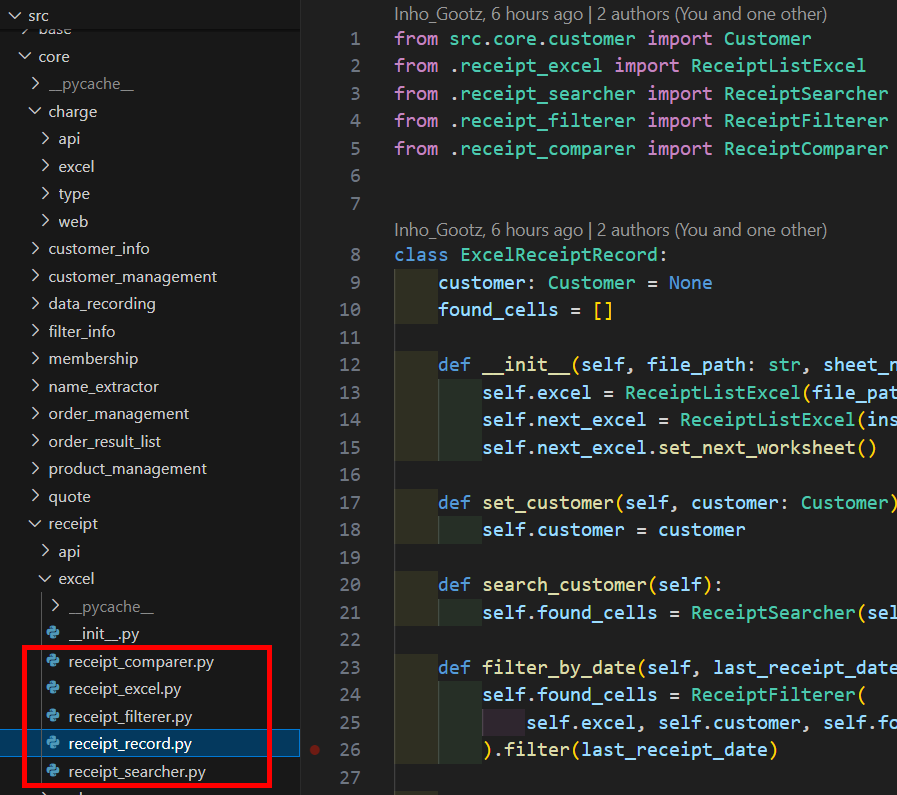 src
base
core
__pycache__
charge
api
excel
type
web
customer_info
customer_management
data_recording
filter_info
membership
name_extractor
order_management
order_result_list
product_management
quote
receipt
api
excel
__pycache__
__init__.py
receipt_comparer.py
receipt_excel.py
receipt_filterer.py
receipt_record.py
receipt_searcher.py
Inho_Gootz, 6 hours ago | 2 authors (You and one other)
1 from src.core.customer import Customer
2 from .receipt_excel import ReceiptListExcel
3 from .receipt_searcher import ReceiptSearcher
4 from .receipt_filterer import ReceiptFilterer
5 from .receipt_comparer import ReceiptComparer
6
7
Inho_Gootz, 6 hours ago | 2 authors (You and one other)
8 class ExcelReceiptRecord:
9 customer: Customer = None
10 found_cells = []
11
12 def __init__(self, file_path: str, sheet_n
13 self.excel = ReceiptListExcel(file_pat
14 self.next_excel = ReceiptListExcel(ins
15 self.next_excel.set_next_worksheet()
16
17 def set_customer(self, customer: Customer)
18 self.customer = customer
19
20 def search_customer(self):
21 self.found_cells = ReceiptSearcher(sel
22
23 def filter_by_date(self, last_receipt_date
24 self.found_cells = ReceiptFilterer(
25 self.excel, self.customer, self.fo
26 ).filter(last_receipt_date)
27